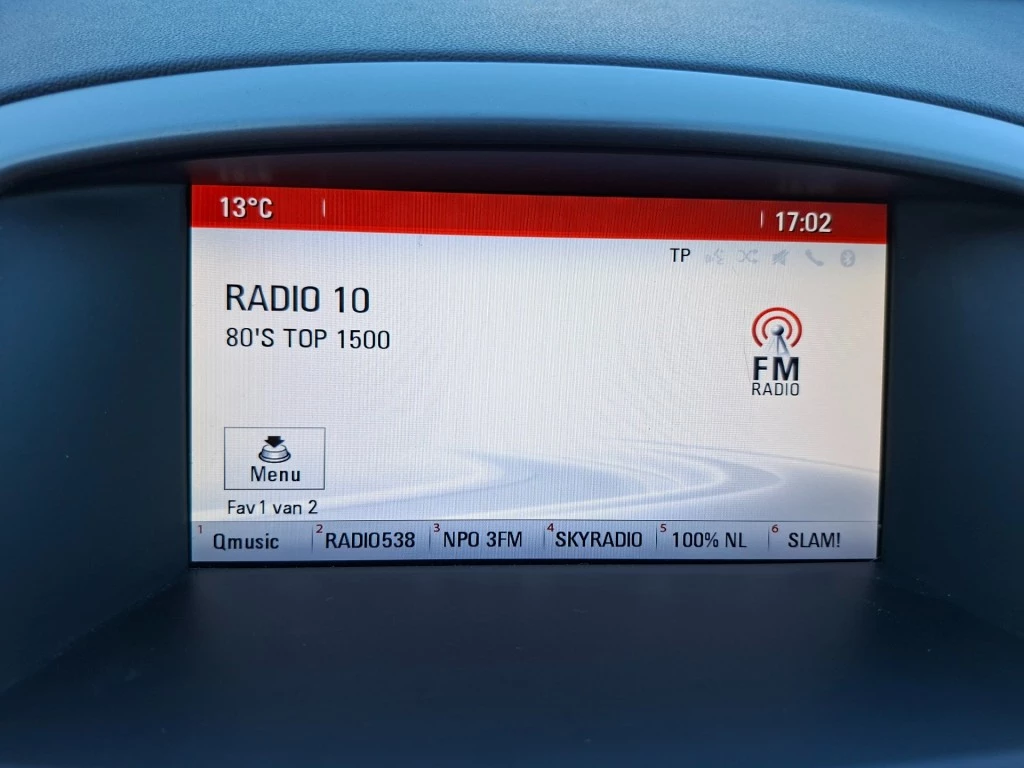 13°C 17:02
TP
RADIO 10
80'S TOP 1500
FM
RADIO
Menu
Fav 1 van 2
1 Qmusic 2 RADIO538 3 NPO 3FM 4 SKYRADIO 5 100% NL 6 SLAM!